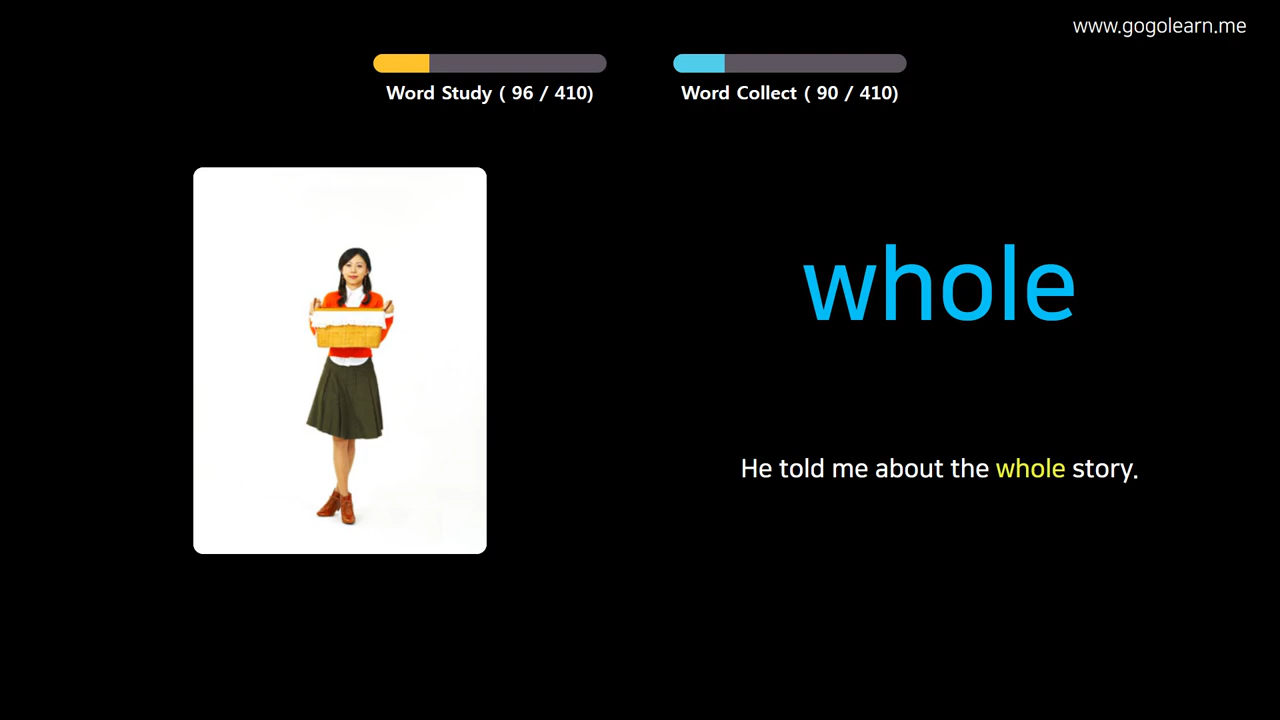 www.gogolearn.me
Word Study ( 96 / 410)
Word Collect ( 90 / 410)
whole
He told me about the whole story.